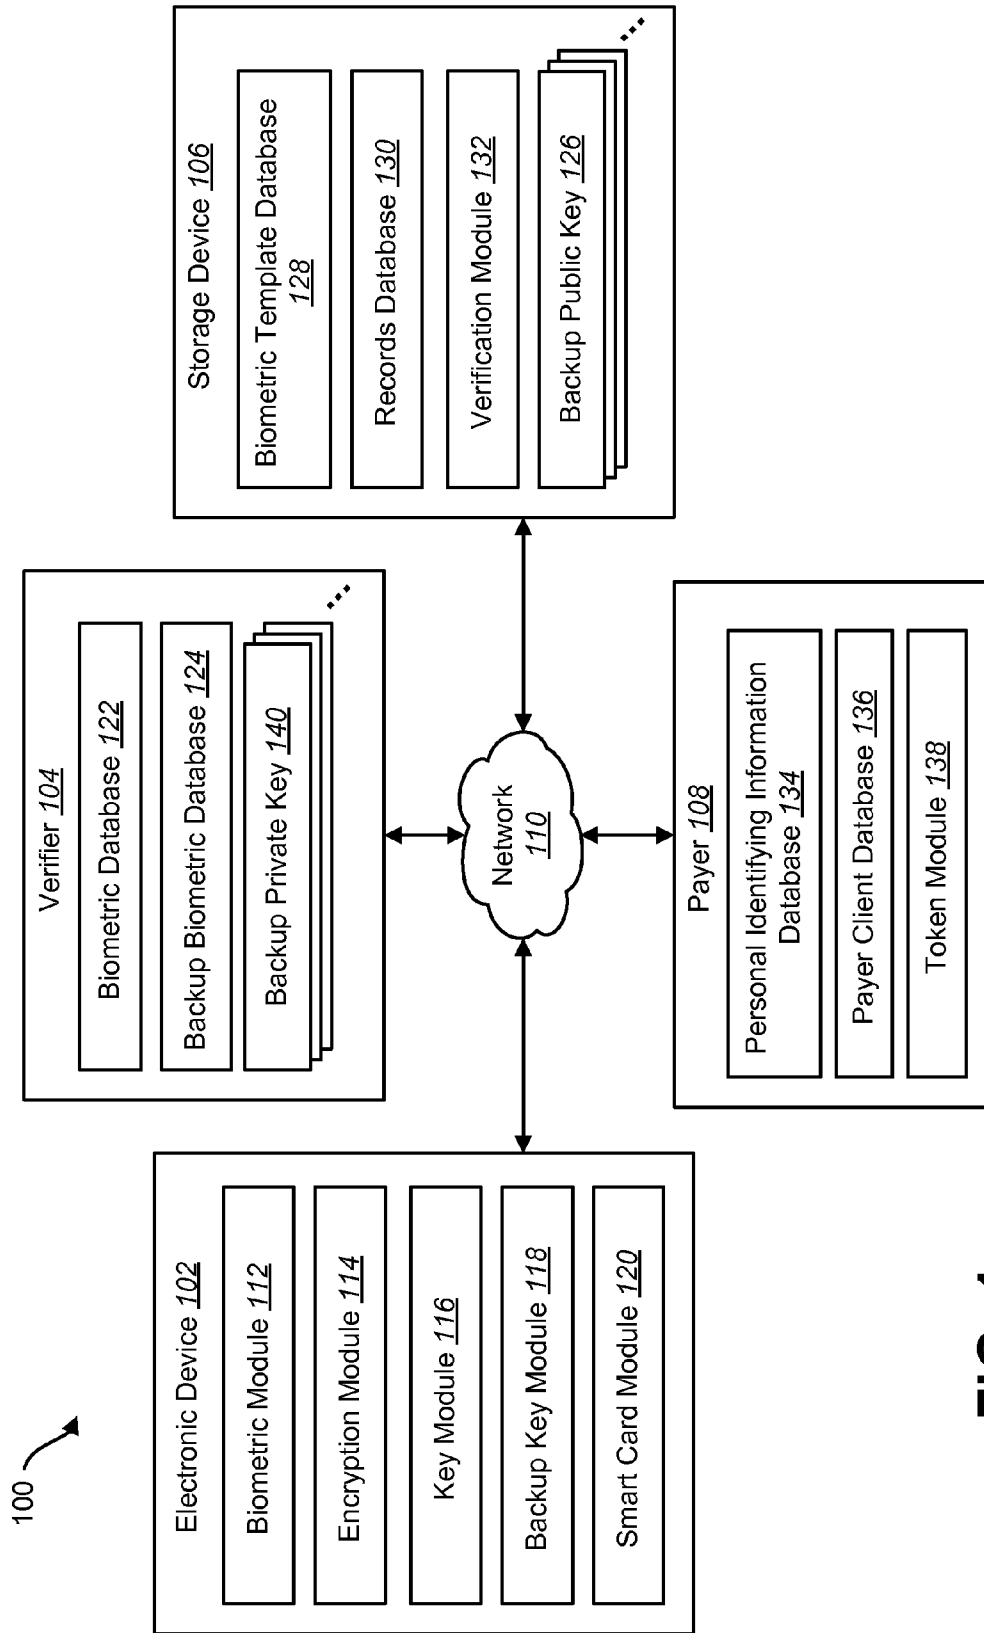 100
Electronic Device 102
Biometric Module 112
Encryption Module 114
Key Module 116
Backup Key Module 118
Smart Card Module 120
Verifier 104
Biometric Database 122
Backup Biometric Database 124
Backup Private Key 140
Network
110
Storage Device 106
Biometric Template Database
128
Records Database 130
Verification Module 132
Backup Public Key 126
Payer 108
Personal Identifying Information
Database 134
Payer Client Database 136
Token Module 138